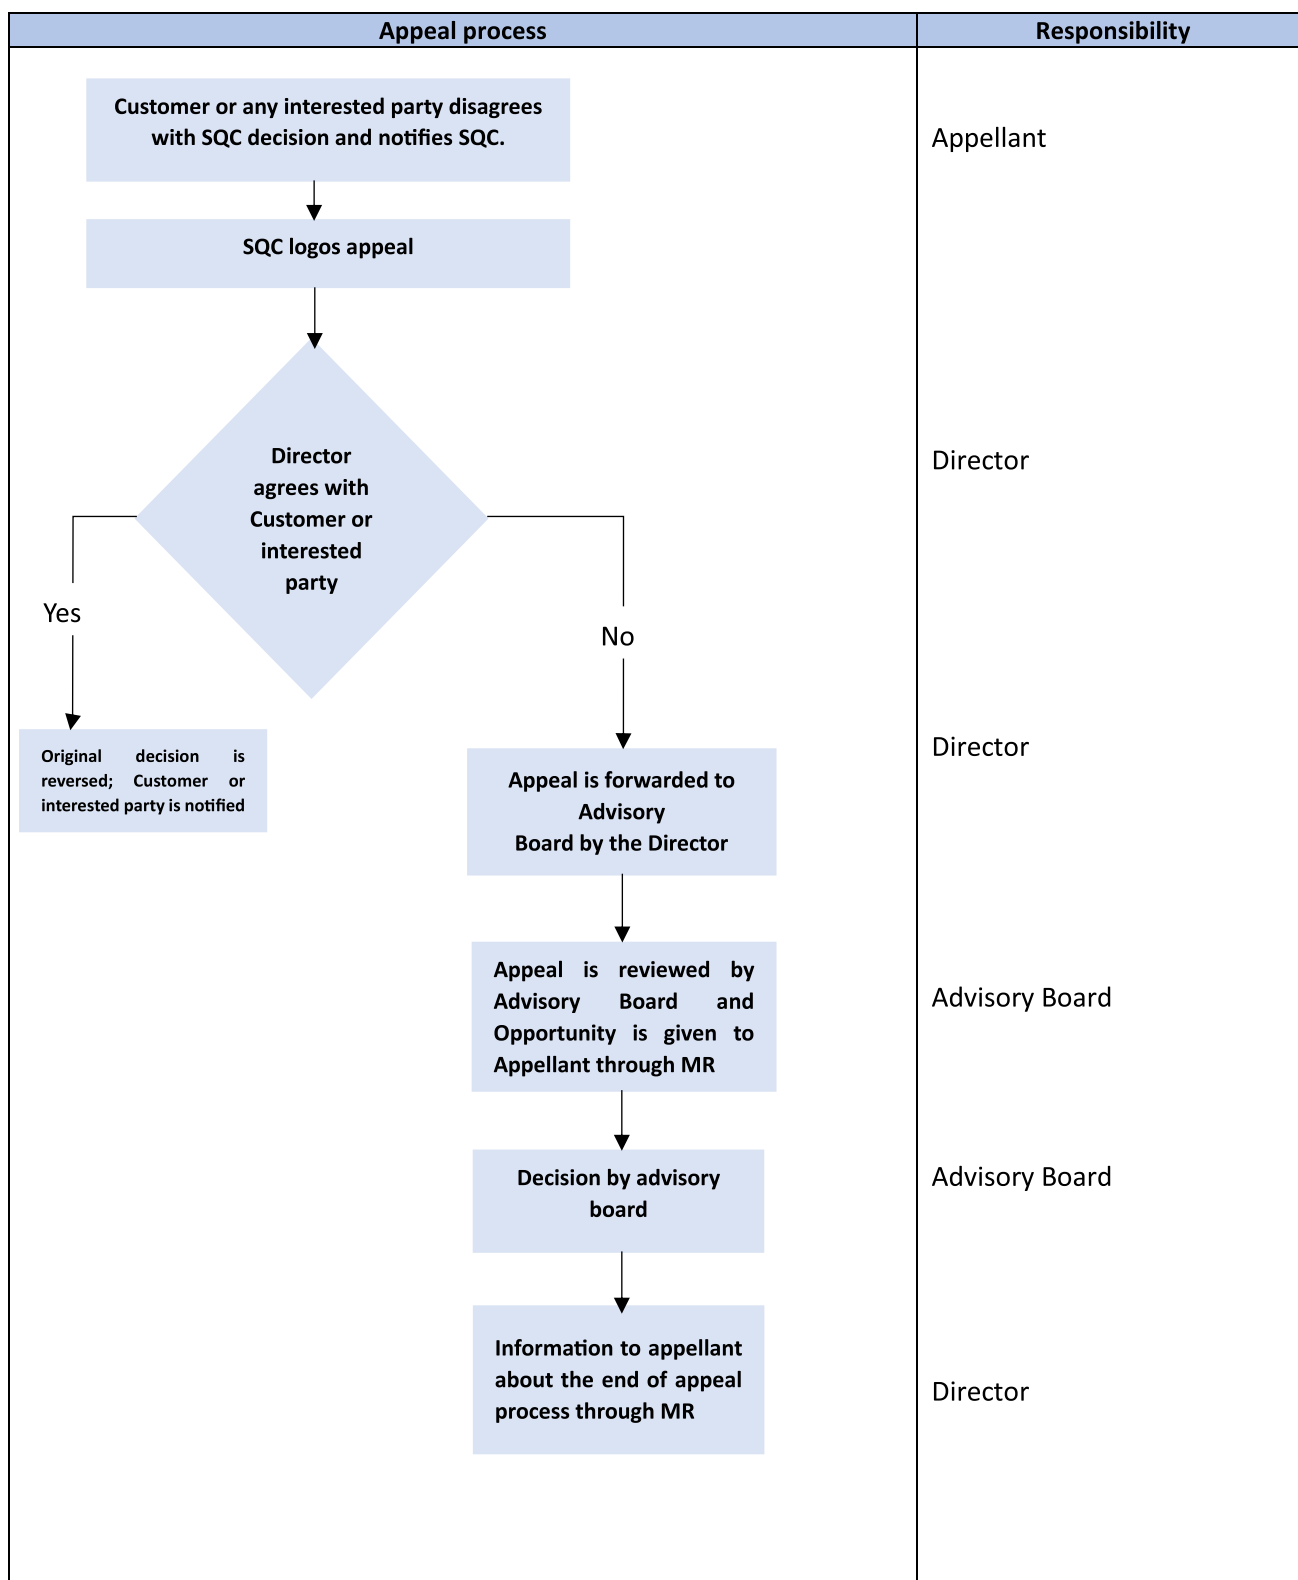 Appeal process
Responsibility
Customer or any interested party disagrees
with SQC decision and notifies SQC.
Appellant
SQC logos appeal
Director
agrees with
Customer or
interested
party
Director
Yes
No
Original decision is
reversed; Customer or
interested party is notified
Director
Appeal is forwarded to
Advisory
Board by the Director
Appeal is reviewed by
Advisory Board and
Opportunity is given to
Appellant through MR
Advisory Board
Decision by advisory
board
Advisory Board
Information to appellant
about the end of appeal
process through MR
Director